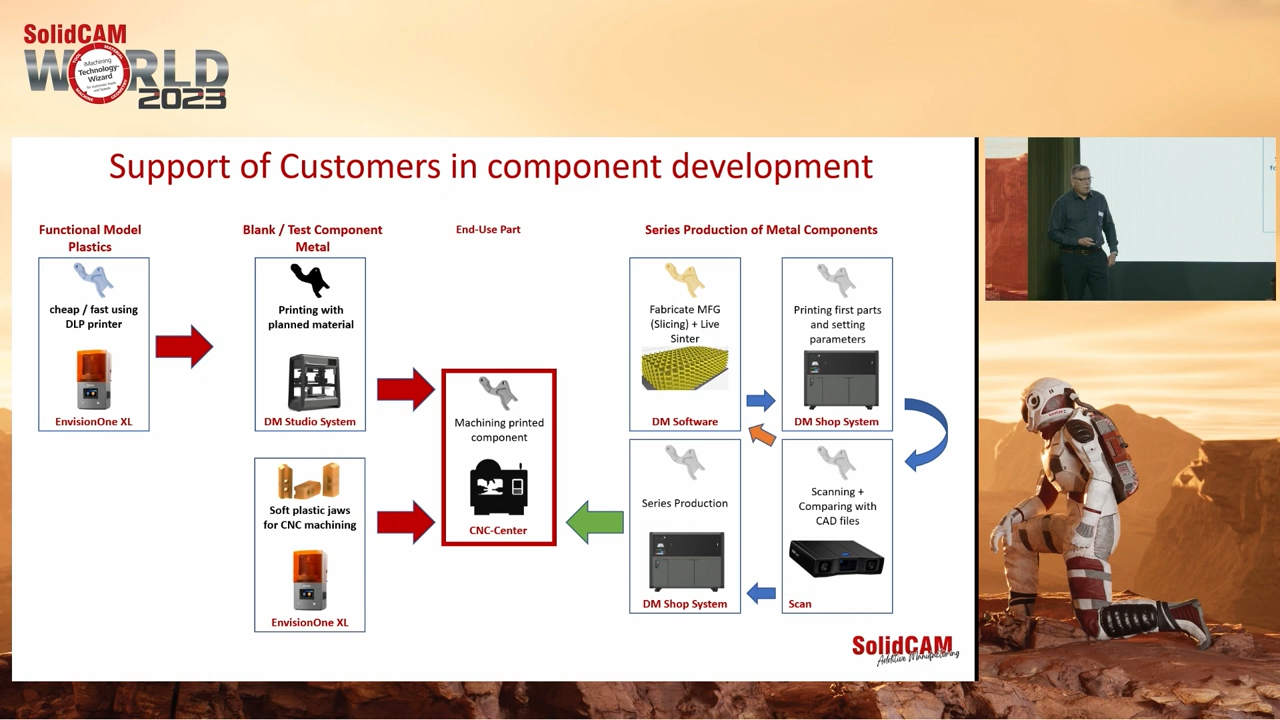 SolidCAM
WORLD
2023
iMachining
Technology-
Wizard
Support of Customers in component development
Functional Model
Plastics
cheap / fast using
DLP printer
EnvisionOne XL
Blank / Test Component
Metal
Printing with
planned material
DM Studio System
Soft plastic jaws
for CNC machining
EnvisionOne XL
End-Use Part
Machining printed
component
CNC-Center
Series Production of Metal Components
Fabricate MFG
(Slicing) + Live
Sinter
DM Software
Printing first parts
and setting
parameters
DM Shop System
Series Production
DM Shop System
Scanning +
Comparing with
CAD files
Scan
SolidCAM
Additive Manufacturing